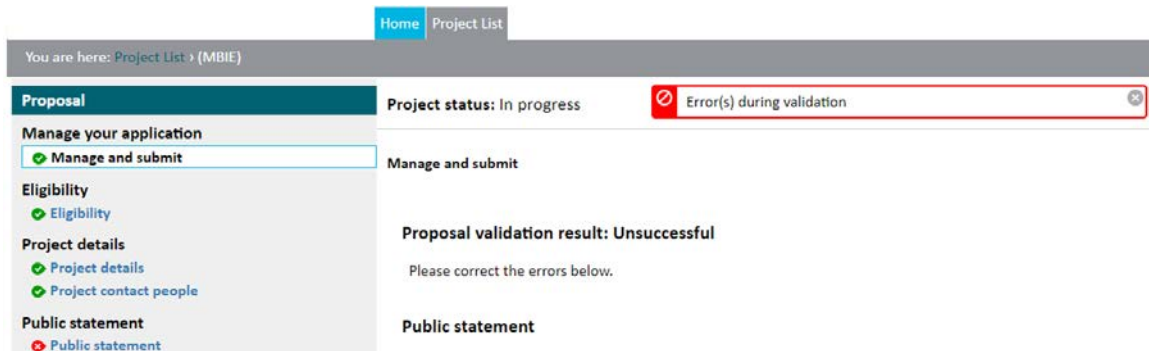 Home Project List
You are here: Project List › (MBIE)
Proposal
Manage your application
Manage and submit
Eligibility
Eligibility
Project details
Project details
Project contact people
Public statement
Public statement
Project status: In progress
Error(s) during validation
Manage and submit
Proposal validation result: Unsuccessful
Please correct the errors below.
Public statement